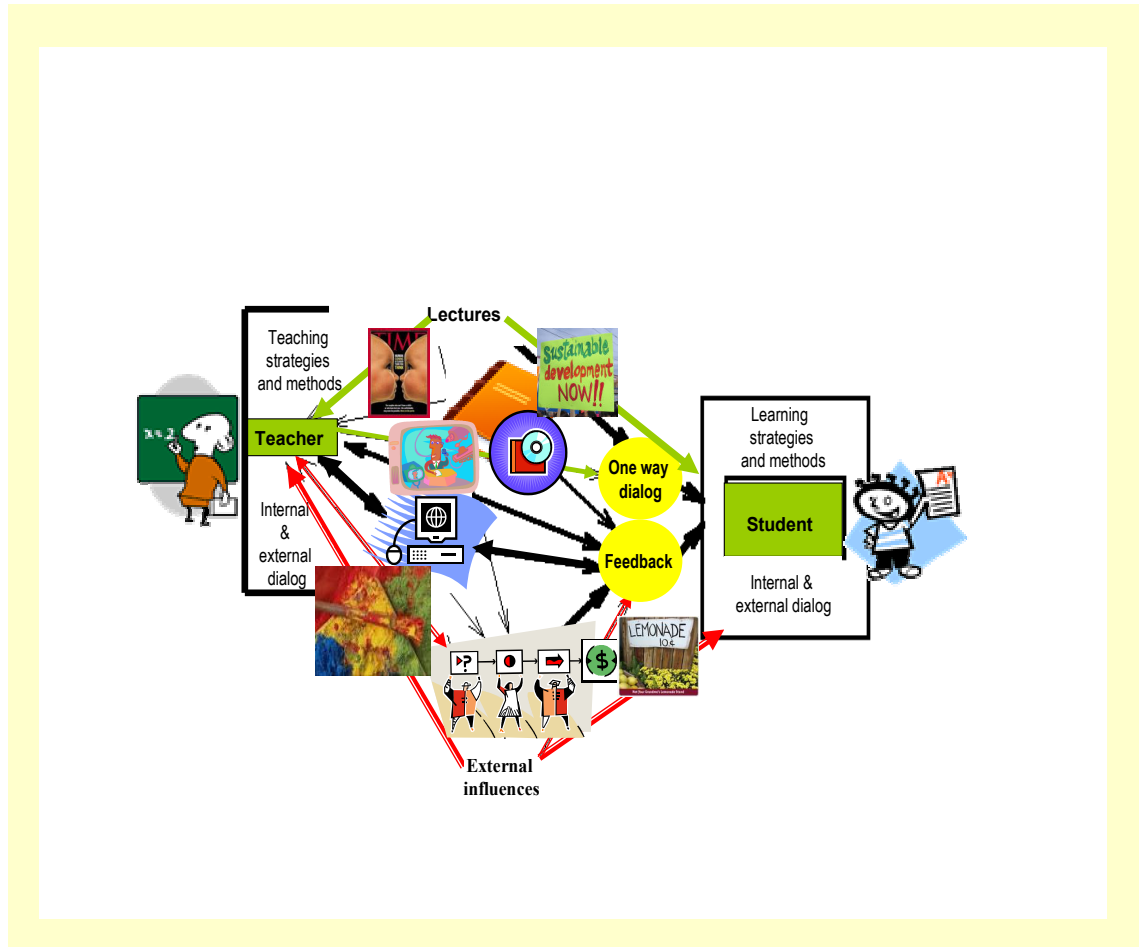 Lectures
Teaching
strategies
and methods
TIME
Sustainable
development
NOW!!
Teacher
Learning
strategies
and methods
One way
dialog
A+
Student
Internal
&
external
dialog
Feedback
Internal &
external dialog
?
LEMONADE
10¢
$
External
influences